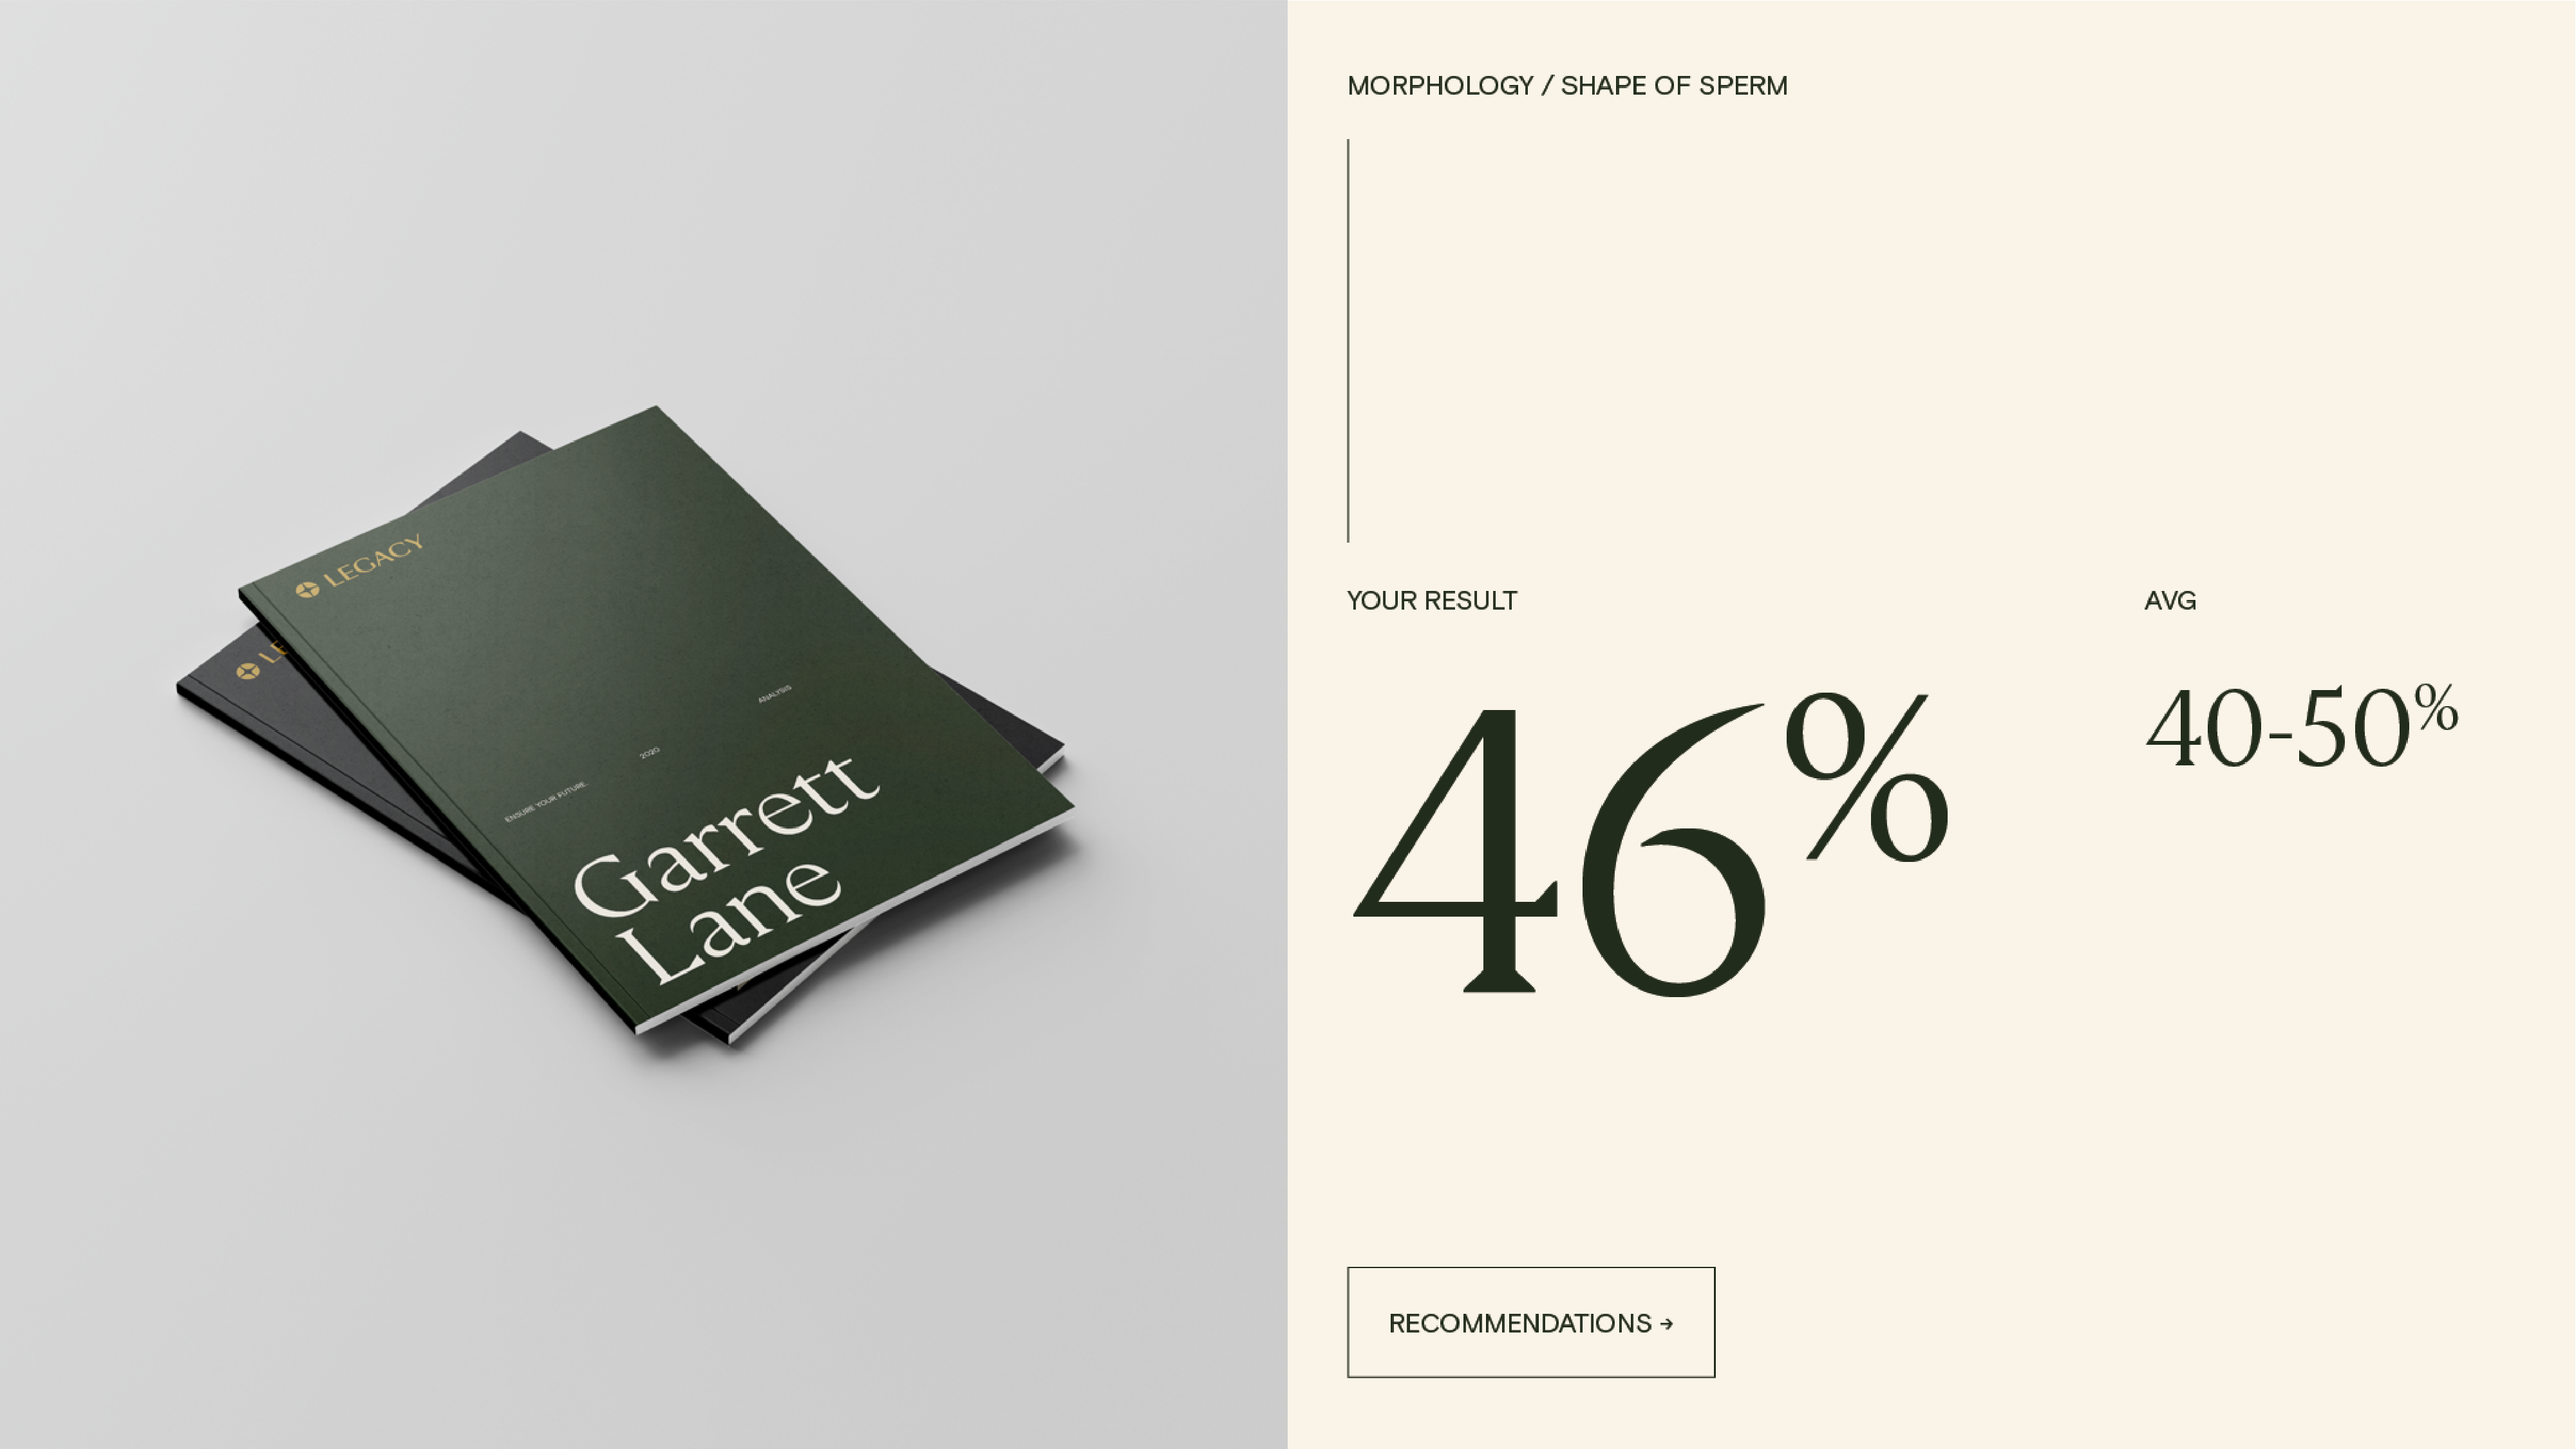 LEGACY
LE
ANALYSIS
2020
ENSURE YOUR FUTURE.
Garrett
Lane
MORPHOLOGY / SHAPE OF SPERM
YOUR RESULT
AVG
46%
40-50%
RECOMMENDATIONS →